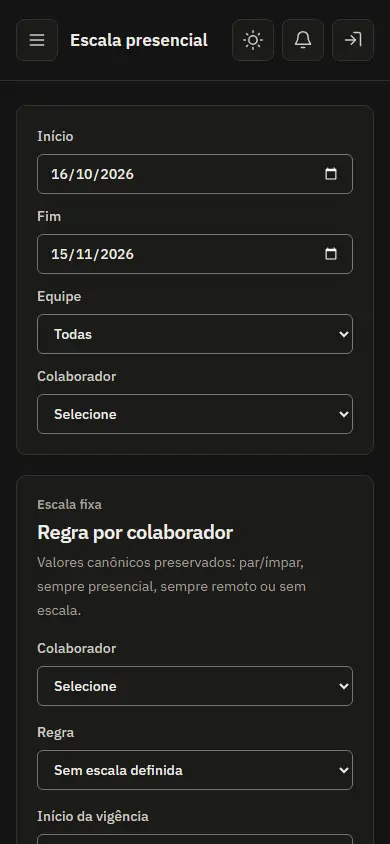 Escala presencial
Início
16/10/2026
Fim
15/11/2026
Equipe
Todas
Colaborador
Selecione
Escala fixa
Regra por colaborador
Valores canônicos preservados: par/ímpar,
sempre presencial, sempre remoto ou sem
escala.
Colaborador
Selecione
Regra
Sem escala definida
Início da vigência